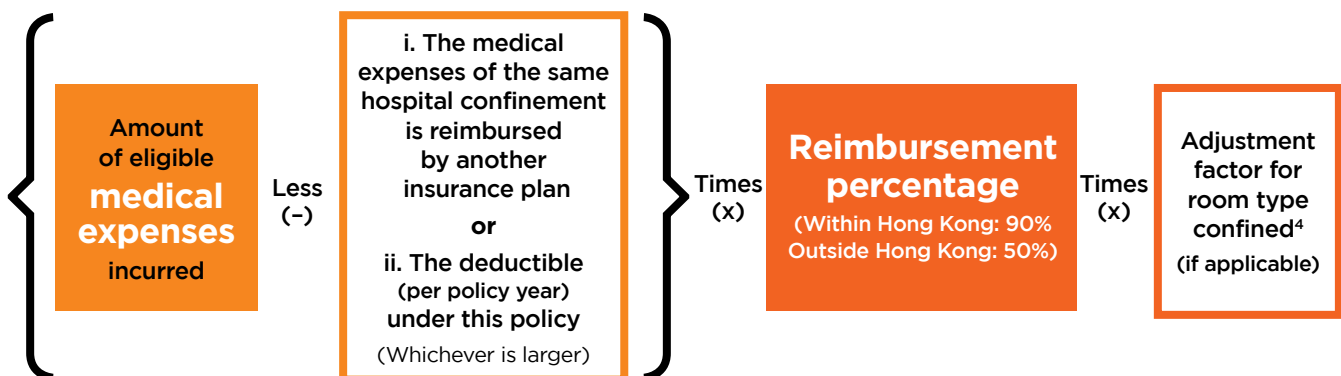 Amount
of eligible
medical
expenses
incurred
Less
(–)
i. The medical
expenses of the same
hospital confinement
is reimbursed
by another
insurance plan
or
ii. The deductible
(per policy year)
under this policy
(Whichever is larger)
Times
(x)
Reimbursement
percentage
(Within Hong Kong: 90%
Outside Hong Kong: 50%)
Times
(x)
Adjustment
factor for
room type
confined⁴
(if applicable)